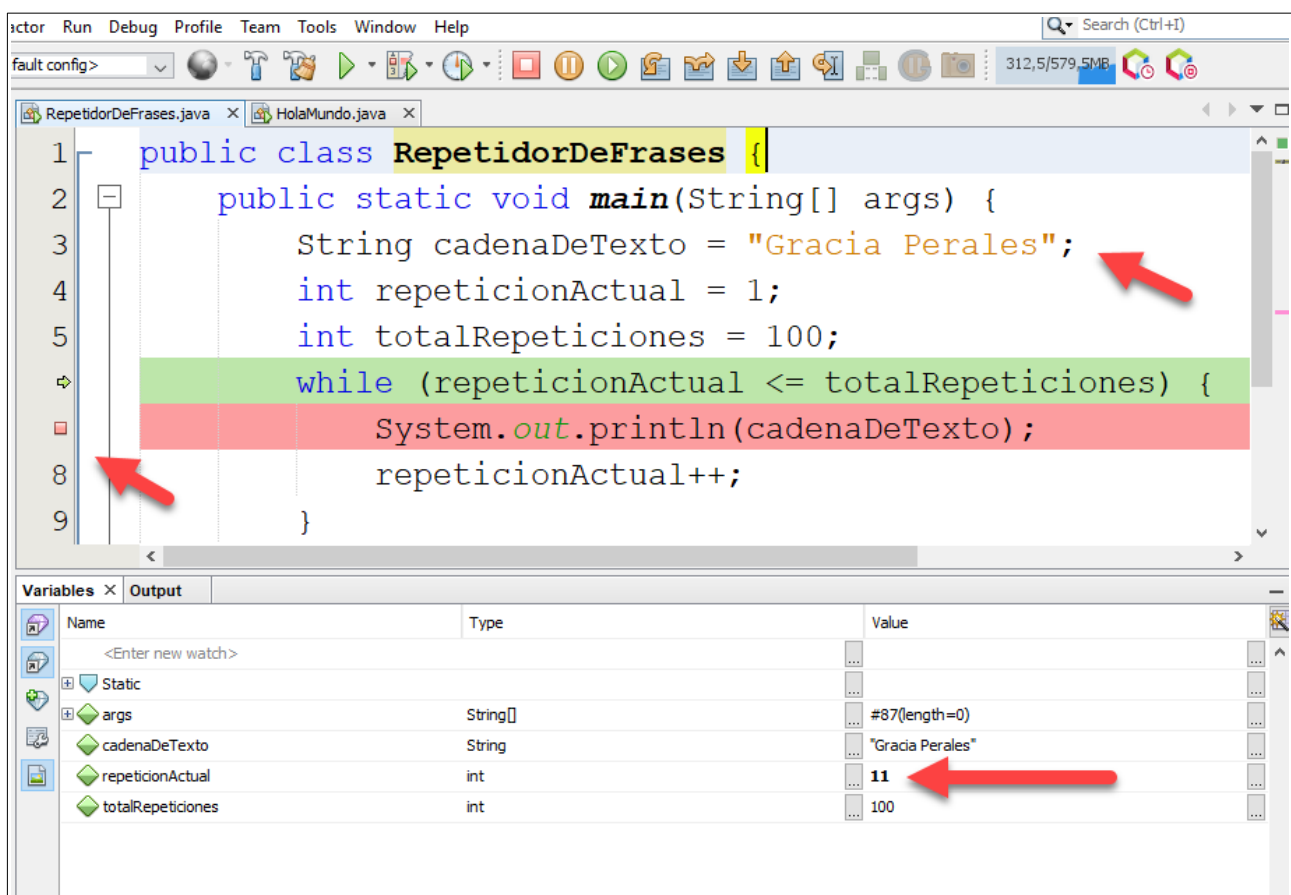 actor Run Debug Profile Team Tools Window Help Search (Ctrl+I)
fault config> 312,5/579,5MB
RepetidorDeFrases.java HolaMundo.java
1 public class RepetidorDeFrases {
2 public static void main(String[] args) {
3 String cadenaDeTexto = "Gracia Perales";
4 int repeticionActual = 1;
5 int totalRepeticiones = 100;
while (repeticionActual <= totalRepeticiones) {
System.out.println(cadenaDeTexto);
8 repeticionActual++;
9 }
Variables Output
Name Type Value
<Enter new watch> ...  ...
Static ... ...
args String[] ... #87(length=0) ...
cadenaDeTexto String ... "Gracia Perales" ...
repeticionActual int ... 11 ...
totalRepeticiones int ... 100 ...